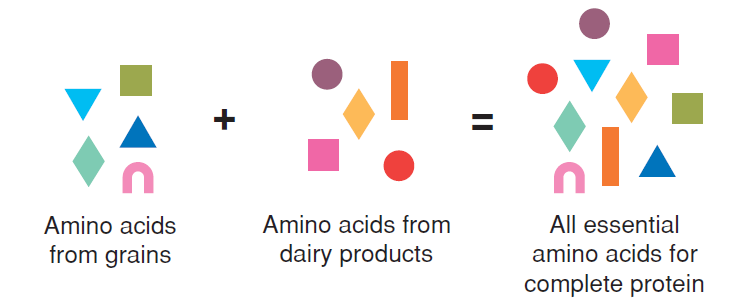 +
=
Amino acids
from grains
Amino acids from
dairy products
All essential
amino acids for
complete protein